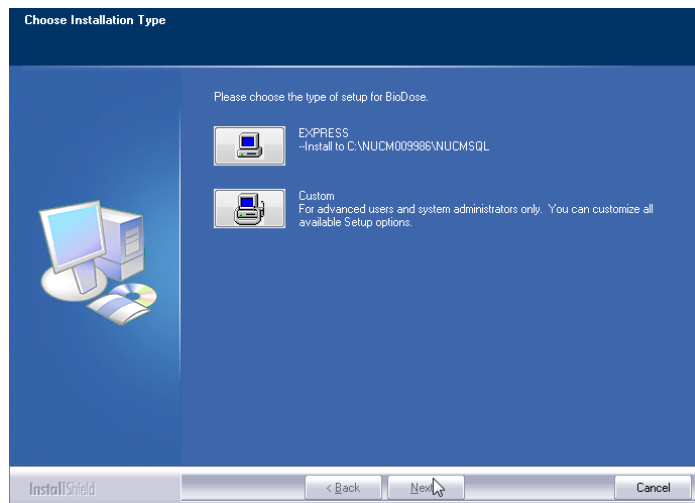 Choose Installation Type
Please choose the type of setup for BioDose.
EXPRESS
--Install to C:\NUCM009986\NUCMSQL
Custom
For advanced users and system administrators only. You can customize all
available Setup options.
InstallShield
< Back
Next
Cancel